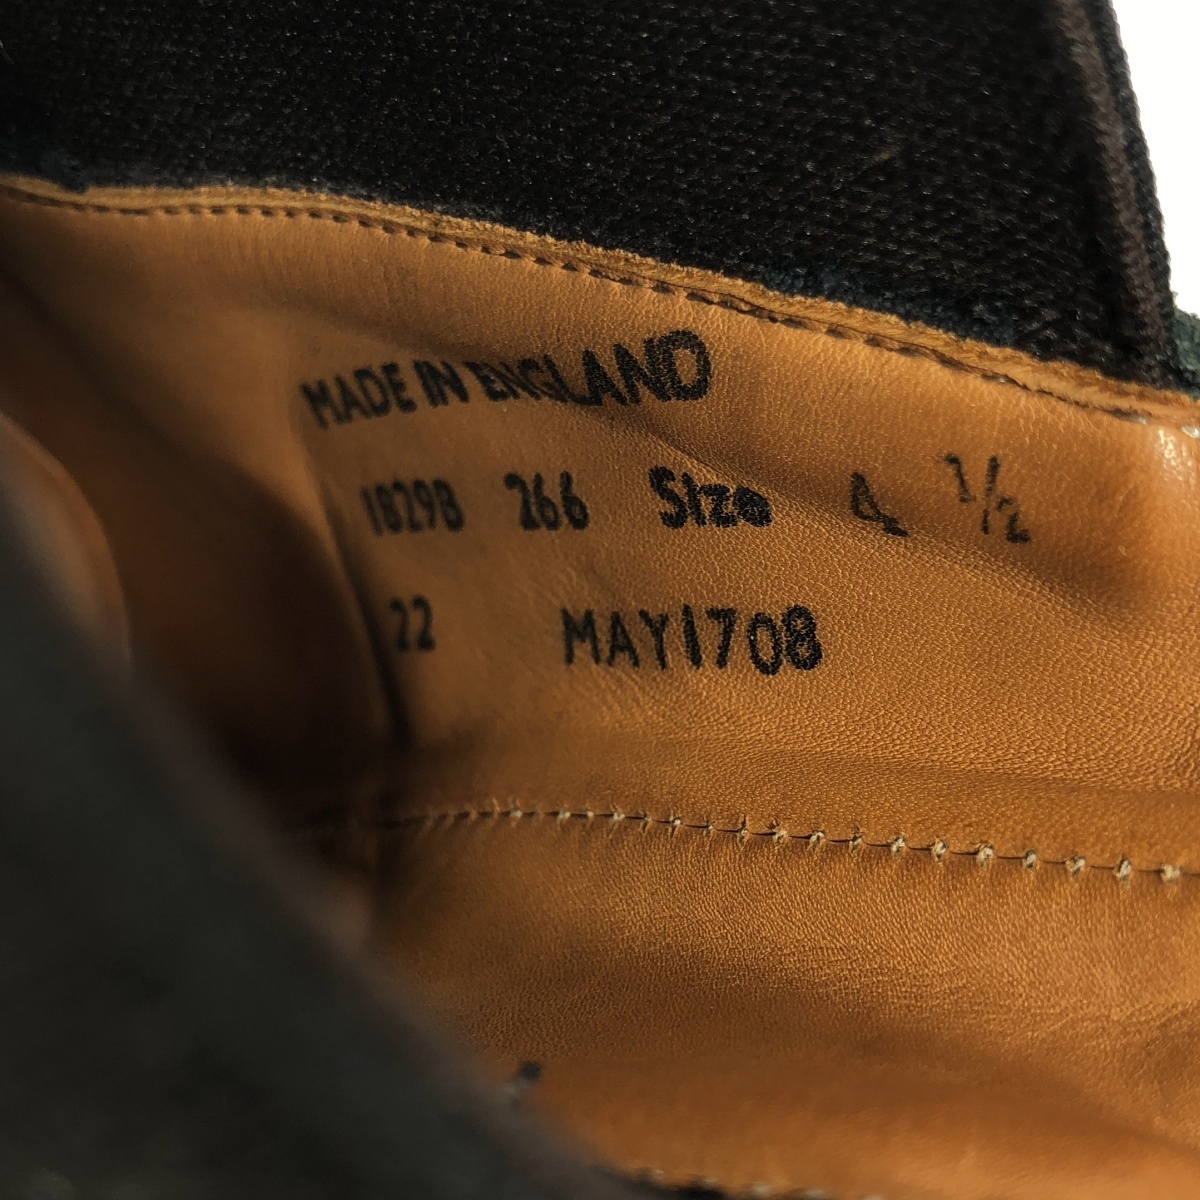 MADE IN ENGLAND
18298 266 Size 4 1/2
22 MAY1708